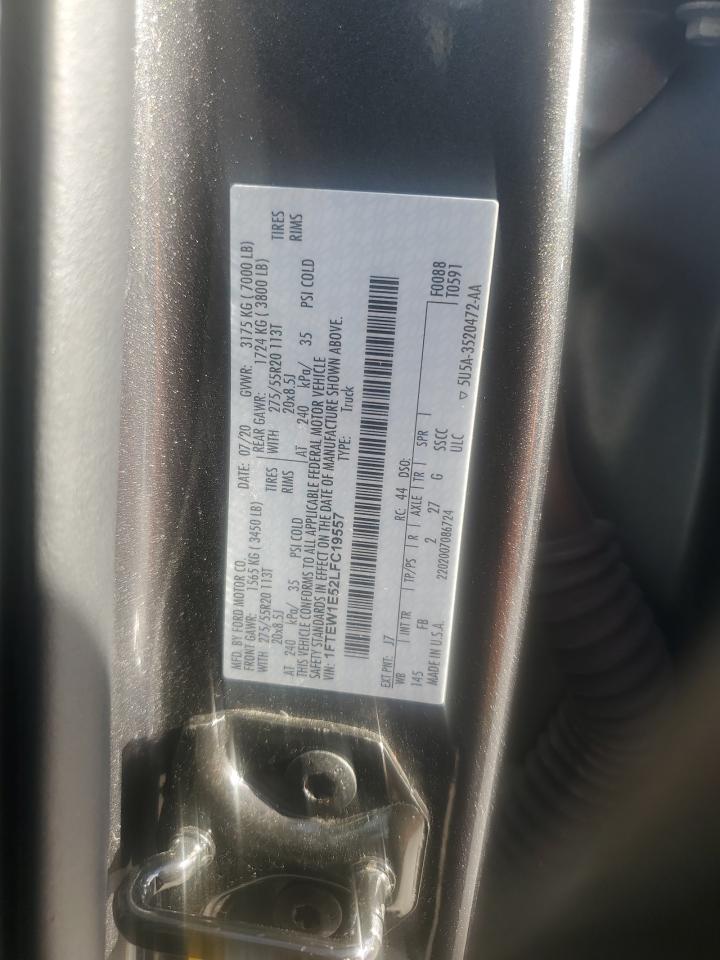 MFD. BY FORD MOTOR CO. DATE: 07/20 GVWR: 3175 KG ( 7000 LB)
FRONT GAWR: 1565 KG ( 3450 LB) REAR GAWR: 1724 KG ( 3800 LB)
WITH 275/55R20 113T TIRES WITH 275/55R20 113T TIRES
20x8.5J RIMS 20x8.5J RIMS
AT 240 kPa/ 35 PSI COLD AT 240 kPa/ 35 PSI COLD
THIS VEHICLE CONFORMS TO ALL APPLICABLE FEDERAL MOTOR VEHICLE
SAFETY STANDARDS IN EFFECT ON THE DATE OF MANUFACTURE SHOWN ABOVE.
VIN: 1FTEW1E52LFC19557 TYPE: Truck
EXT PNT: J7 RC: 44 DSO: F0088
WB INT TR TP/PS R AXLE TR SPR T0591
145 FB 2 27 G SSCC
MADE IN U.S.A. 2202007086724 ULC ▽ 5U5A-3520472-AA